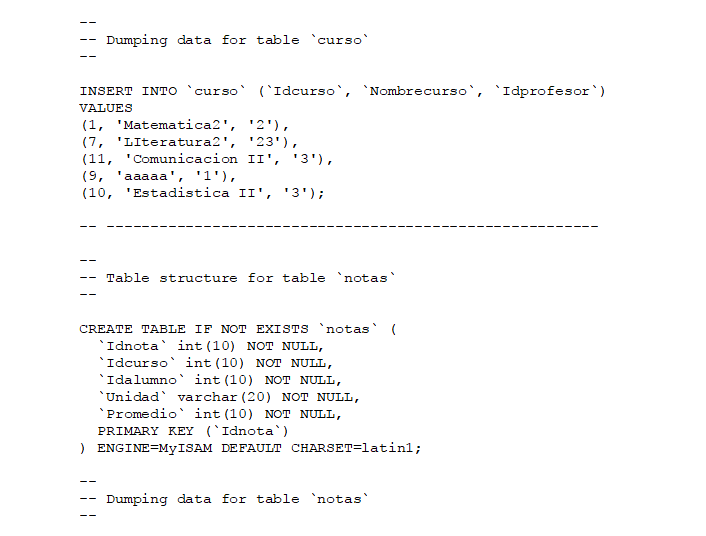 --
-- Dumping data for table `curso`
--
INSERT INTO `curso` (`Idcurso`, `Nombrecurso`, `Idprofesor`)
VALUES
(1, 'Matematica2', '2'),
(7, 'LIteratura2', '23'),
(11, 'Comunicacion II', '3'),
(9, 'aaaaa', '1'),
(10, 'Estadistica II', '3');
-- --------------------------------------------------------
--
-- Table structure for table `notas`
--
CREATE TABLE IF NOT EXISTS `notas` (
`Idnota` int(10) NOT NULL,
`Idcurso` int(10) NOT NULL,
`Idalumno` int(10) NOT NULL,
`Unidad` varchar(20) NOT NULL,
`Promedio` int(10) NOT NULL,
PRIMARY KEY (`Idnota`)
) ENGINE=MyISAM DEFAULT CHARSET=latin1;
--
-- Dumping data for table `notas`
--